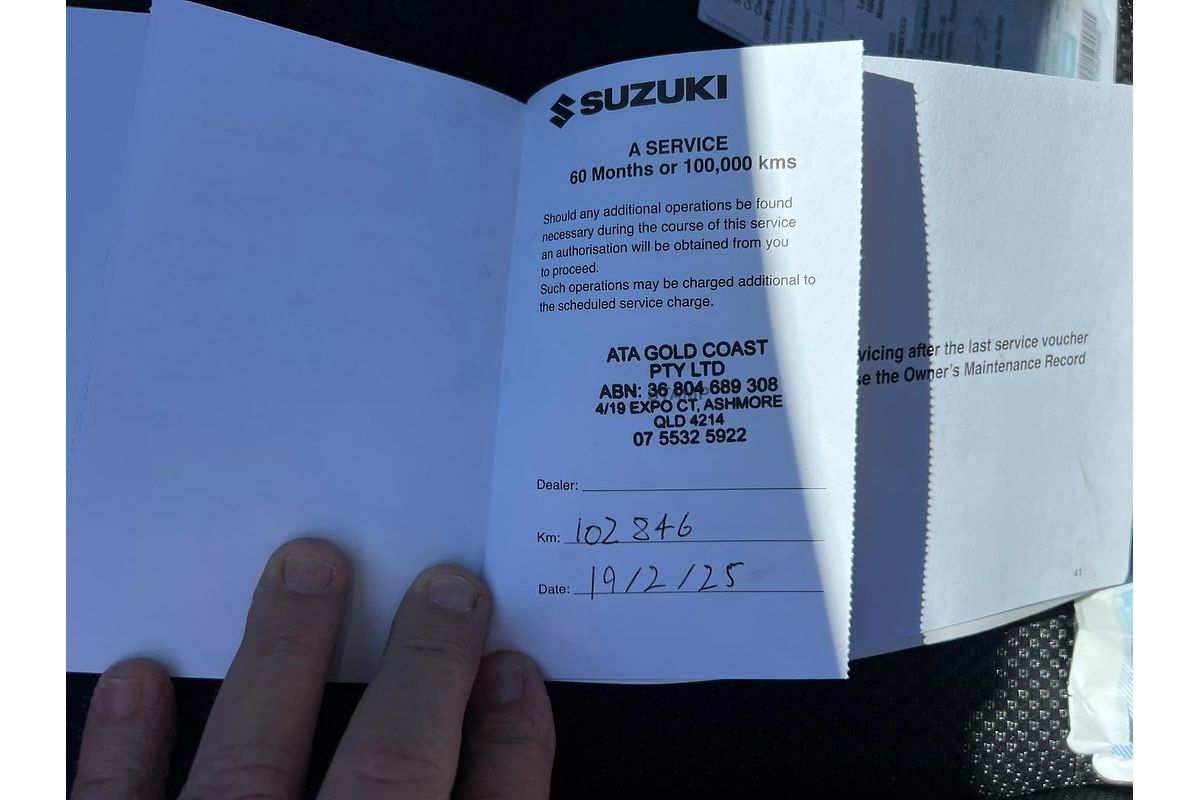 SUZUKI
A SERVICE
60 Months or 100,000 kms
Should any additional operations be found
necessary during the course of this service
an authorisation will be obtained from you
to proceed.
Such operations may be charged additional to
the scheduled service charge.
ATA GOLD COAST
PTY LTD
ABN: 36 804 689 308
4/19 EXPO CT, ASHMORE
QLD 4214
07 5532 5922
Dealer:
Km: 102 846
Date: 19/2/25
vicing after the last service voucher
se the Owner's Maintenance Record
41